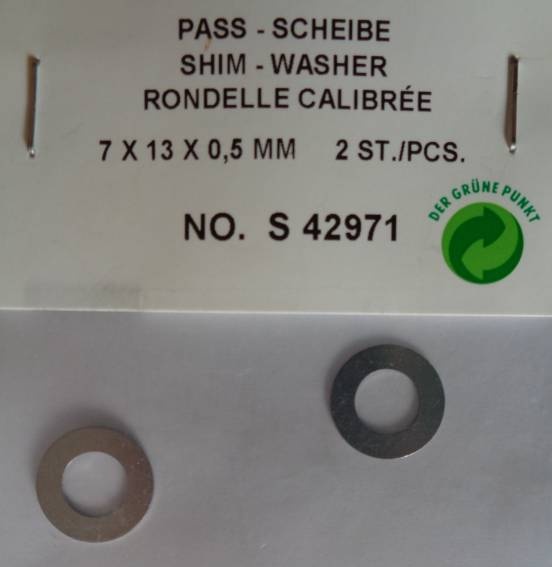 PASS - SCHEIBE
SHIM - WASHER
RONDELLE CALIBRÉE
7 X 13 X 0,5 MM 2 ST./PCS.
NO. S 42971
DER GRÜNE PUNKT